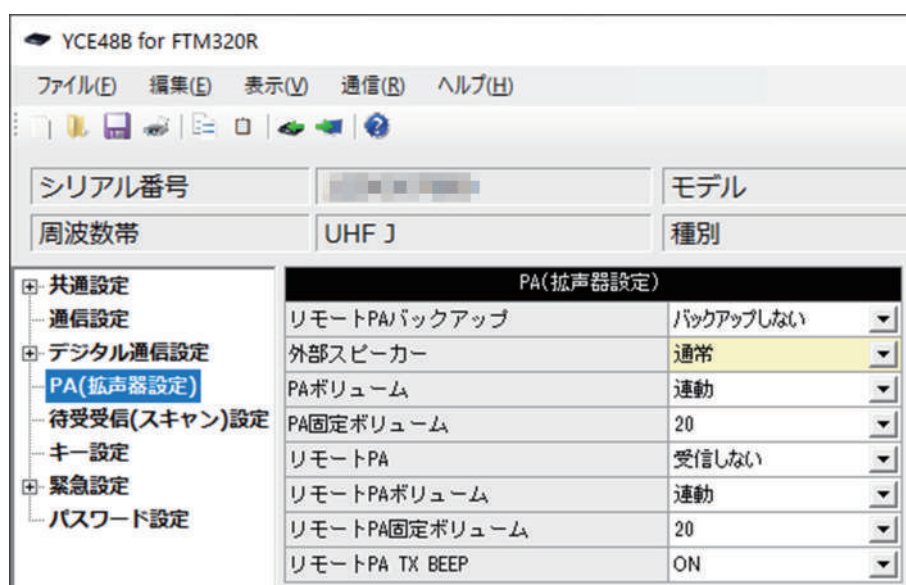 YCE48B for FTM320R
ファイル(F) 編集(E) 表示(V) 通信(R) ヘルプ(H)
シリアル番号 モデル
周波数帯 UHF J 種別
共通設定
通信設定
デジタル通信設定
PA(拡声器設定)
待受受信(スキャン)設定
キー設定
緊急設定
パスワード設定
PA(拡声器設定)
リモートPAバックアップ バックアップしない
外部スピーカー 通常
PAボリューム 連動
PA固定ボリューム 20
リモートPA 受信しない
リモートPAボリューム 連動
リモートPA固定ボリューム 20
リモートPA TX BEEP ON